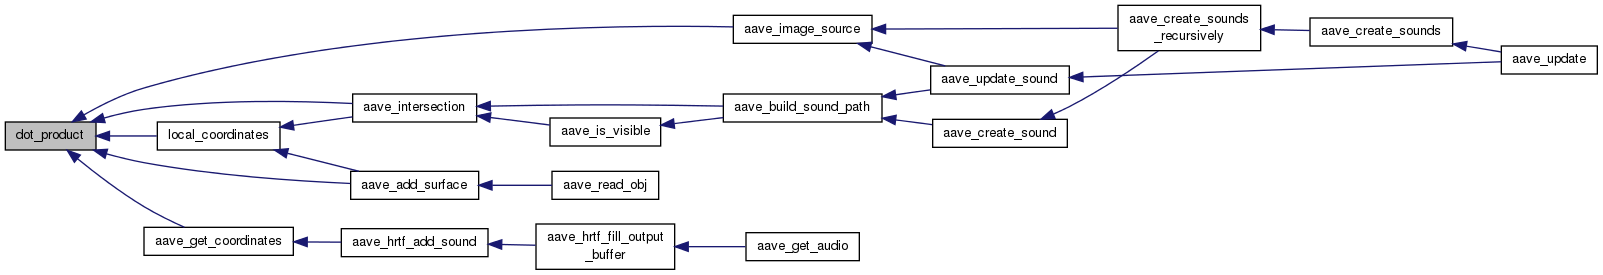 dot_product
aave_image_source
aave_create_sounds
_recursively
aave_create_sounds
aave_update
aave_update_sound
aave_intersection
aave_build_sound_path
local_coordinates
aave_is_visible
aave_create_sound
aave_add_surface
aave_read_obj
aave_get_coordinates
aave_hrtf_add_sound
aave_hrtf_fill_output
_buffer
aave_get_audio